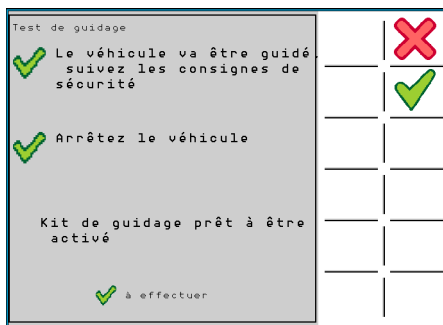 Test de guidage
Le véhicule va être guidé.
suivez les consignes de
sécurité
Arrêtez le véhicule
Kit de guidage prêt à être
activé
à effectuer